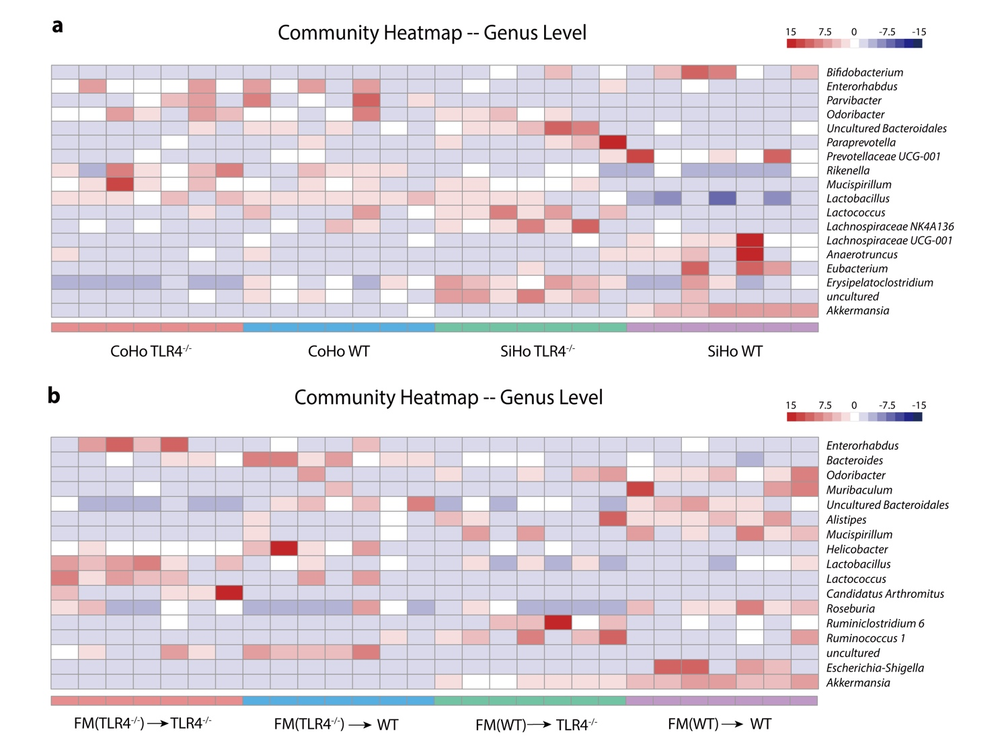 a
Community Heatmap -- Genus Level
15 7.5 0 -7.5 -15
Bifidobacterium
Enterorhabdus
Parvibacter
Odoribacter
Uncultured Bacteroidales
Paraprevotella
Prevotellaceae UCG-001
Rikenella
Mucispirillum
Lactobacillus
Lactococcus
Lachnospiraceae NK4A136
Lachnospiraceae UCG-001
Anaerotruncus
Eubacterium
Erysipelatoclostridium
uncultured
Akkermansia
CoHo TLR4-/- CoHo WT SiHo TLR4-/- SiHo WT
b
Community Heatmap -- Genus Level
15 7.5 0 -7.5 -15
Enterorhabdus
Bacteroides
Odoribacter
Muribaculum
Uncultured Bacteroidales
Alistipes
Mucispirillum
Helicobacter
Lactobacillus
Lactococcus
Candidatus Arthromitus
Roseburia
Ruminiclostridium 6
Ruminococcus 1
uncultured
Escherichia-Shigella
Akkermansia
FM(TLR4-/-) → TLR4-/- FM(TLR4-/-) → WT FM(WT) → TLR4-/- FM(WT) → WT